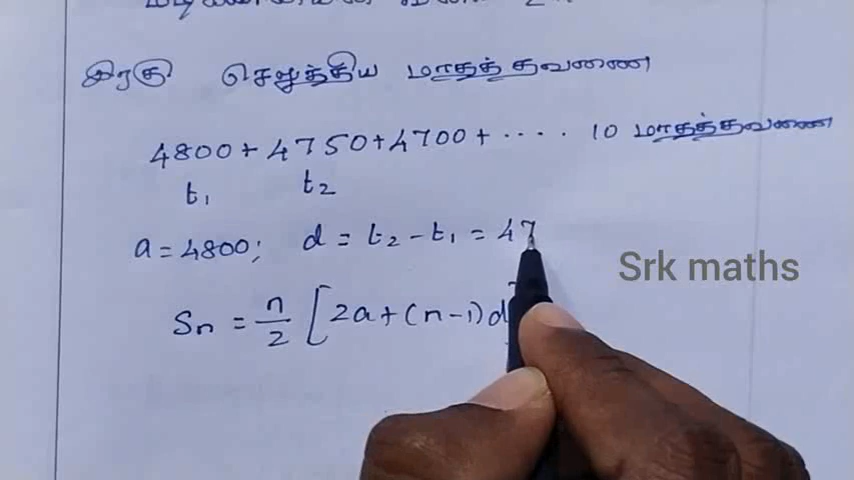 இரகு செலுத்திய மாதத்தவணை
4800 + 4750 + 4700 + .... 10 மாதத்தவணை
t₁ t₂
a = 4800; d = t₂ - t₁ = 47
Srk maths
Sₙ = n/2 [2a + (n-1)d]